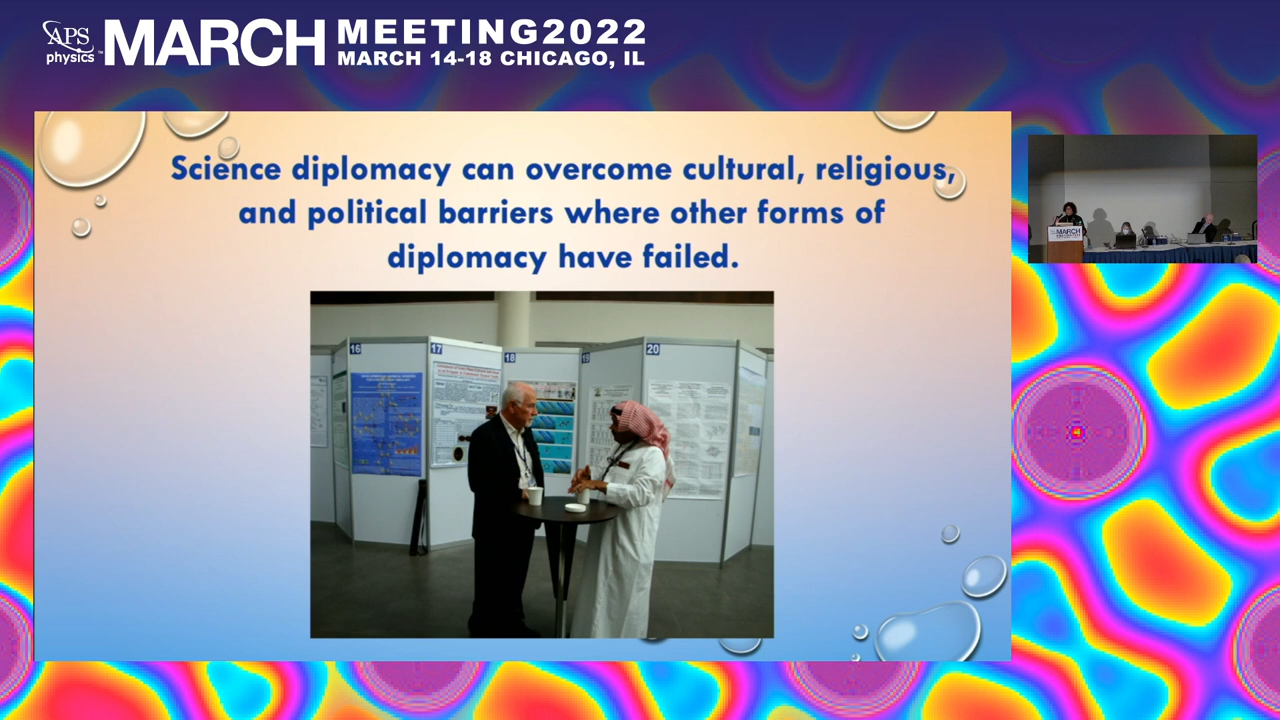 APS
physics
MARCH
MEETING2022
MARCH 14-18 CHICAGO, IL
Science diplomacy can overcome cultural, religious,
and political barriers where other forms of
diplomacy have failed.
16
17
18
19
20
MARCH